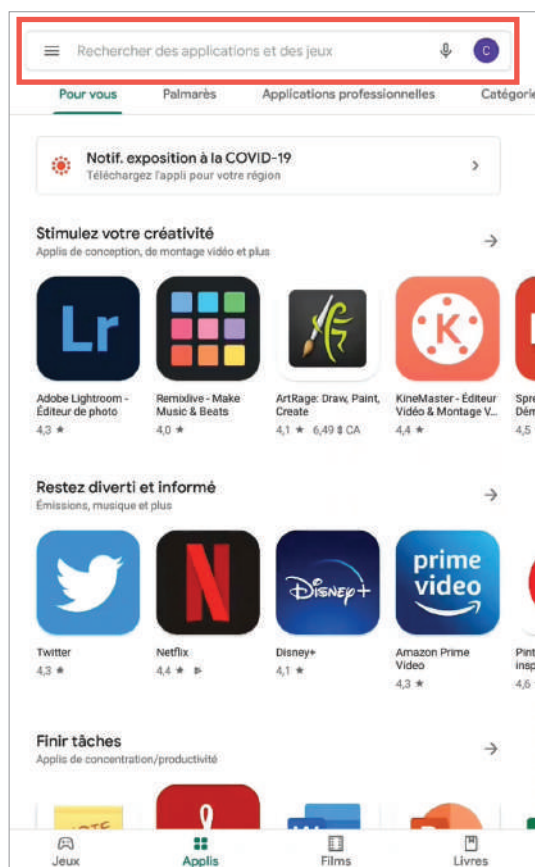 Rechercher des applications et des jeux
C
Pour vous Palmarès Applications professionnelles Catégorie
Notif. exposition à la COVID-19
Téléchargez l'appli pour votre région
Stimulez votre créativité
Applis de conception, de montage vidéo et plus
Lr
K
Adobe Lightroom - Remixlive - Make ArtRage: Draw, Paint, KineMaster - Éditeur Spre
Éditeur de photo Music & Beats Create Vidéo & Montage V... Dém
4,3 ★ 4,0 ★ 4,1 ★ 6,49 $ CA 4,4 ★ 4,5
Restez diverti et informé
Émissions, musique et plus
N
Disney+
prime
video
Twitter Netflix Disney+ Amazon Prime Pint
Video insp
4,3 ★ 4,4 ★ 4,1 ★ 4,3 ★ 4,6
Finir tâches
Applis de concentration/productivité
Jeux Applis Films Livres